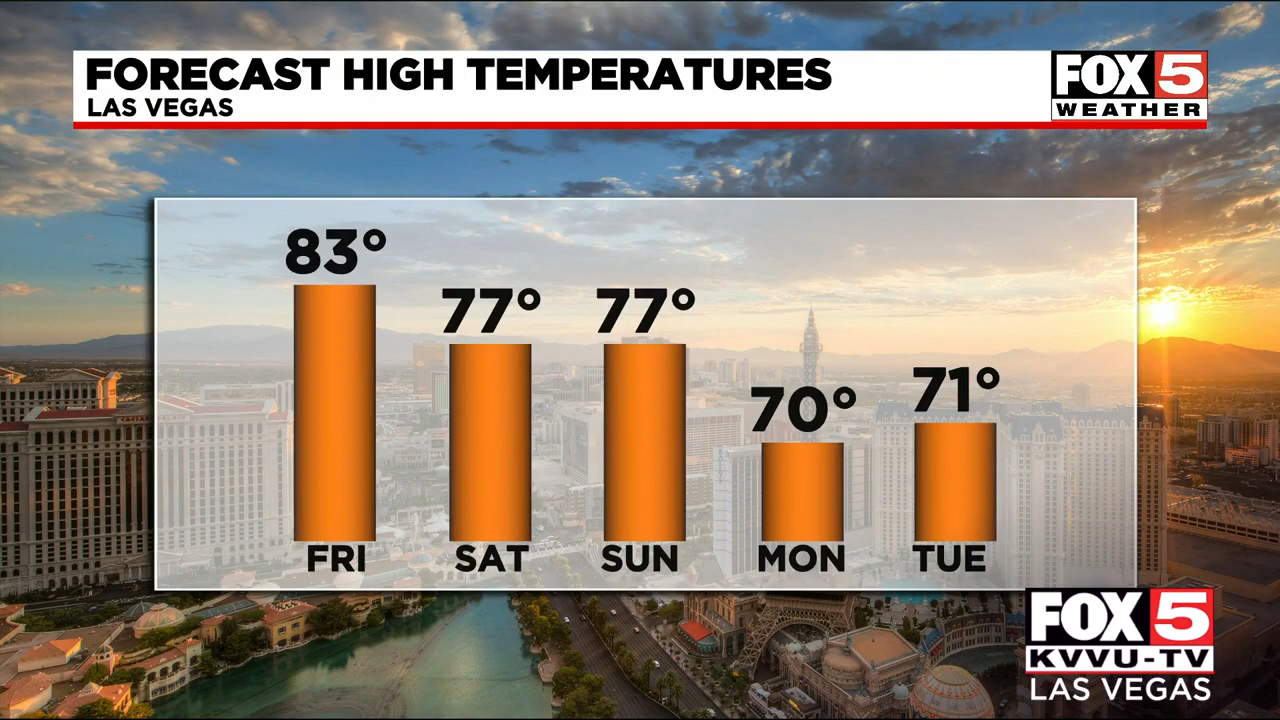 FORECAST HIGH TEMPERATURES
LAS VEGAS
FOX 5
WEATHER
83° 77° 77° 70° 71°
FRI SAT SUN MON TUE
FOX 5
KVVU-TV
LAS VEGAS